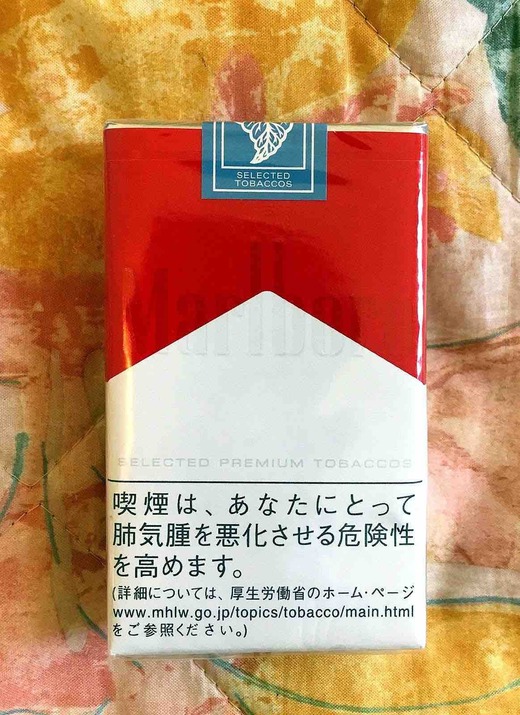 SELECTED
TOBACCOS
Marlboro
SELECTED PREMIUM TOBACCOS
喫煙は、あなたにとって
肺気腫を悪化させる危険性
を高めます。
(詳細については、厚生労働省のホーム・ページ
www.mhlw.go.jp/topics/tobacco/main.html
をご参照ください。)